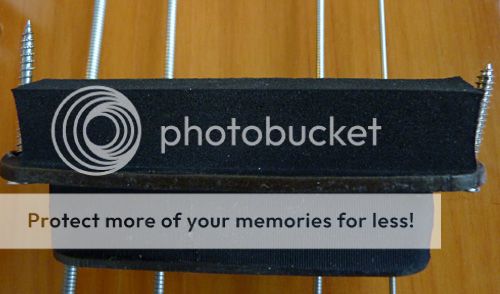 photobucket
Protect more of your memories for less!